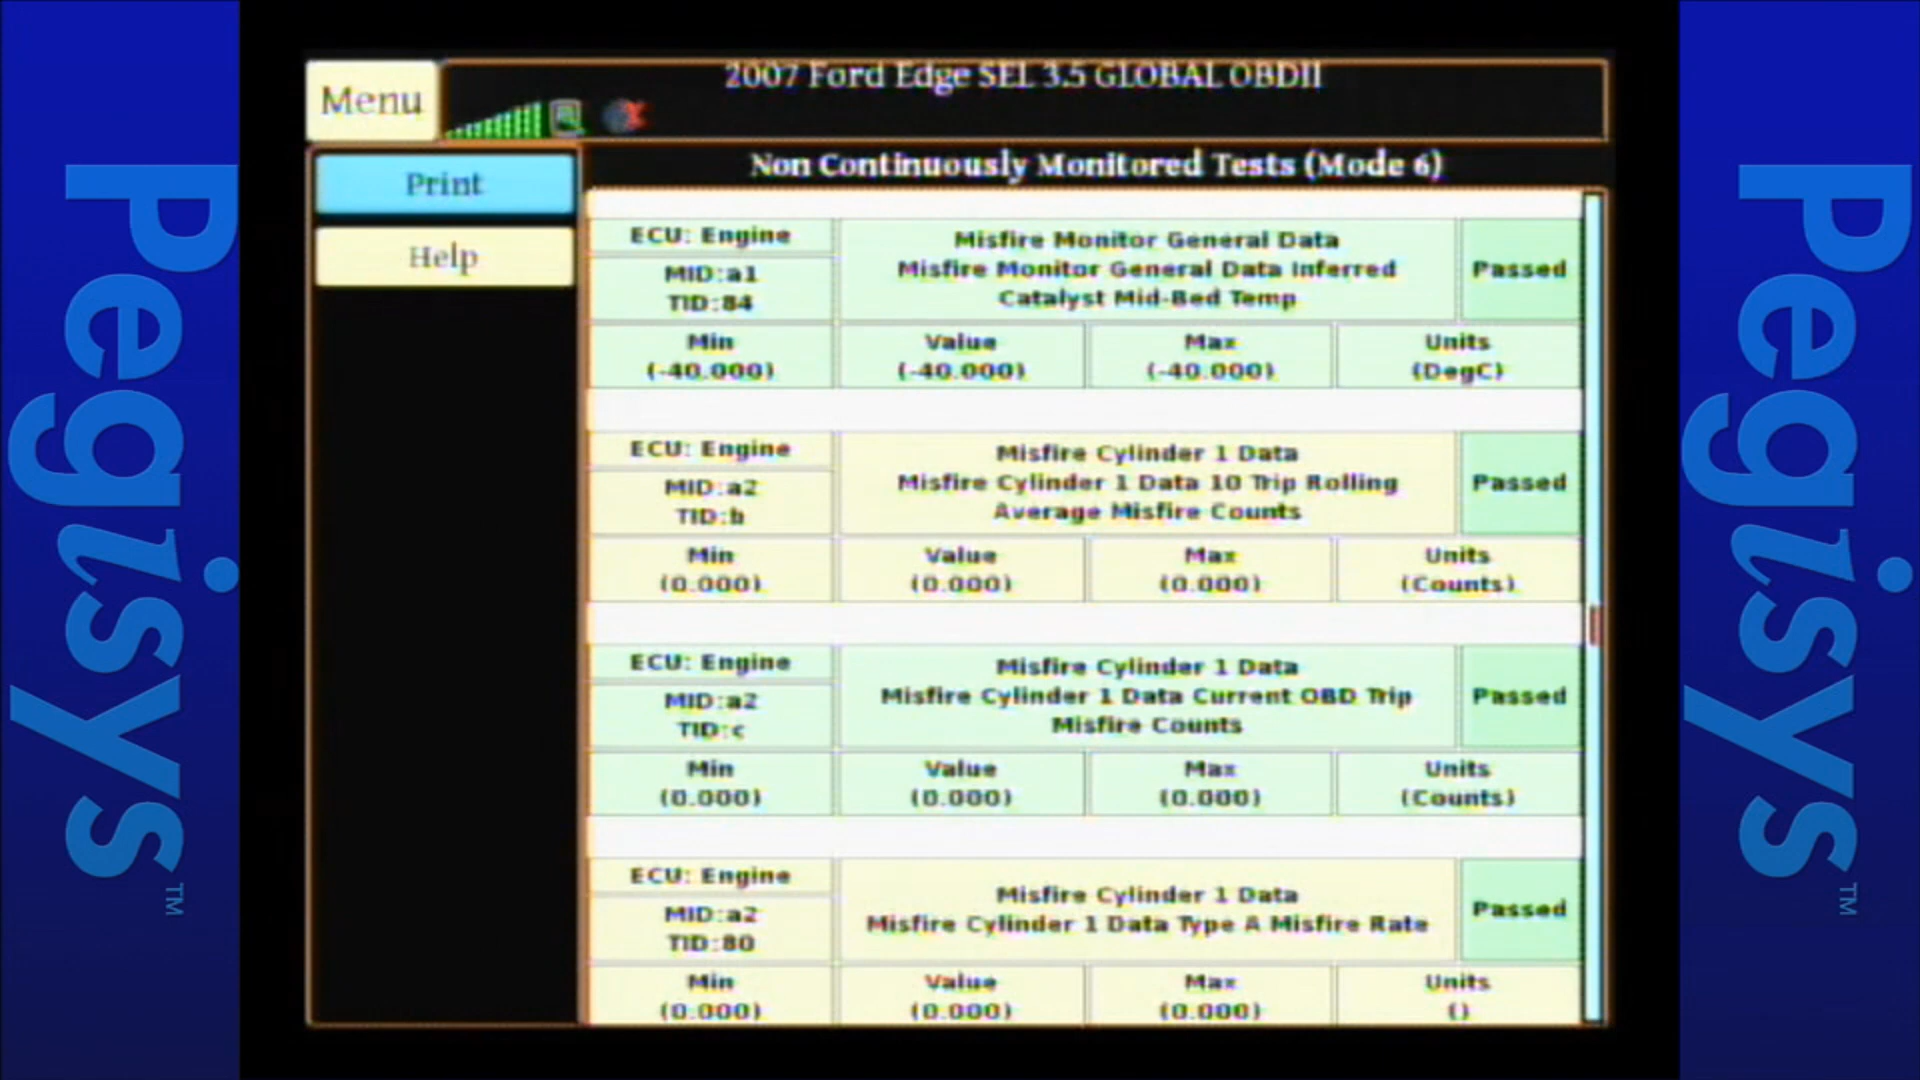 Pegisys™
Menu
2007 Ford Edge SEL 3.5 GLOBAL OBDII
Print
Help
Non Continuously Monitored Tests (Mode 6)
ECU: Engine
MID:a1
TID:84
Misfire Monitor General Data
Misfire Monitor General Data Inferred
Catalyst Mid-Bed Temp
Passed
Min Value Max Units
(-40.000) (-40.000) (-40.000) (DegC)
ECU: Engine
MID:a2
TID:b
Misfire Cylinder 1 Data
Misfire Cylinder 1 Data 10 Trip Rolling
Average Misfire Counts
Passed
Min Value Max Units
(0.000) (0.000) (0.000) (Counts)
ECU: Engine
MID:a2
TID:c
Misfire Cylinder 1 Data
Misfire Cylinder 1 Data Current OBD Trip
Misfire Counts
Passed
Min Value Max Units
(0.000) (0.000) (0.000) (Counts)
ECU: Engine
MID:a2
TID:80
Misfire Cylinder 1 Data
Misfire Cylinder 1 Data Type A Misfire Rate
Passed
Min Value Max Units
(0.000) (0.000) (0.000) ()
Pegisys™